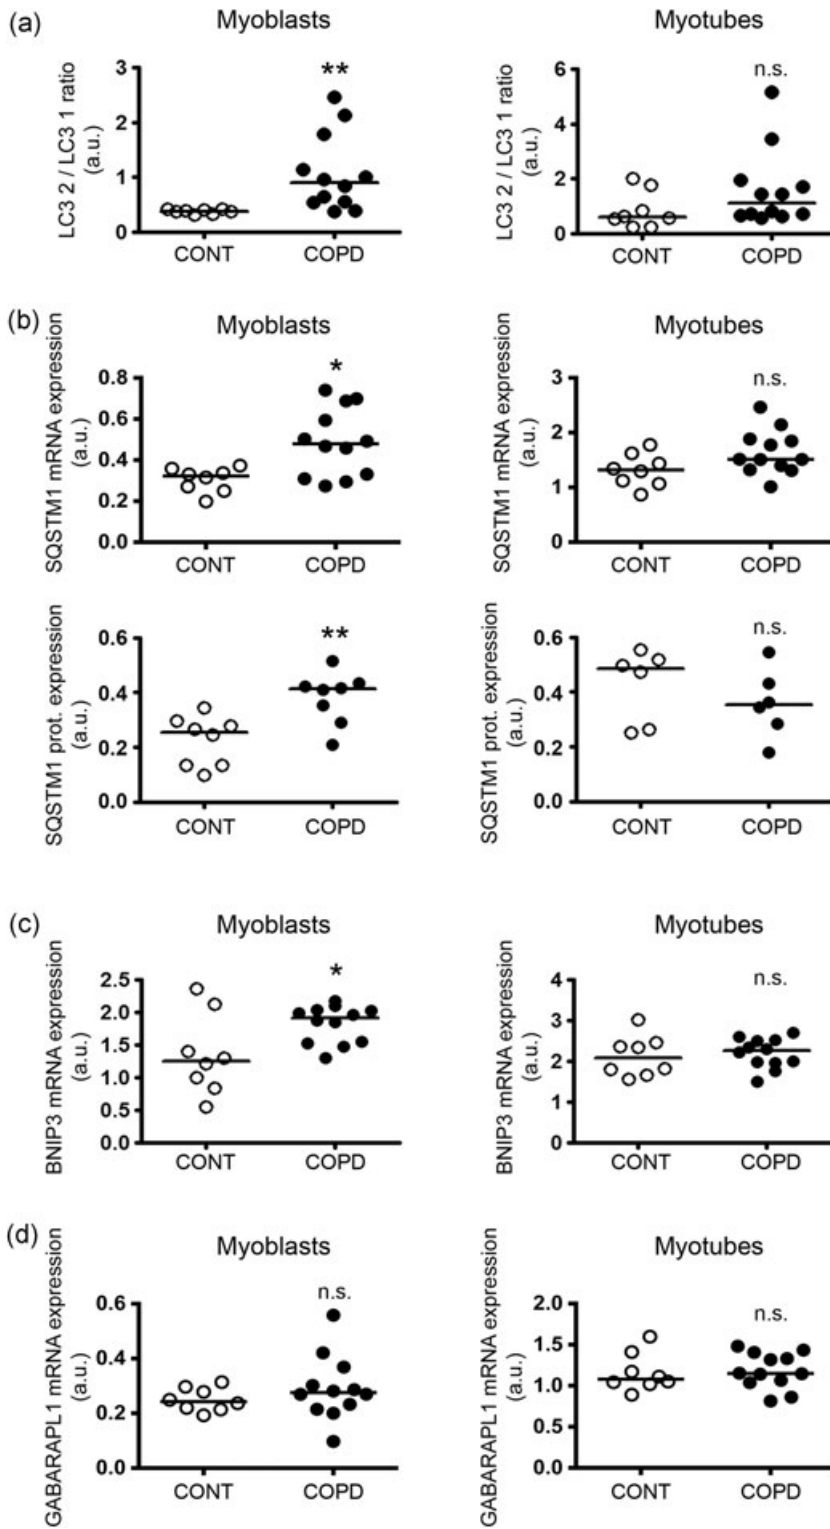 (a)
Myoblasts
LC3 2 / LC3 1 ratio
(a.u.)
3
2
1
0
**
CONT
COPD
Myotubes
LC3 2 / LC3 1 ratio
(a.u.)
6
4
2
0
n.s.
CONT
COPD
(b)
Myoblasts
SQSTM1 mRNA expression
(a.u.)
0.8
0.6
0.4
0.2
0.0
*
CONT
COPD
Myotubes
SQSTM1 mRNA expression
(a.u.)
3
2
1
0
n.s.
CONT
COPD
SQSTM1 prot. expression
(a.u.)
0.6
0.4
0.2
0.0
**
CONT
COPD
SQSTM1 prot. expression
(a.u.)
0.6
0.4
0.2
0.0
n.s.
CONT
COPD
(c)
Myoblasts
BNIP3 mRNA expression
(a.u.)
2.5
2.0
1.5
1.0
0.5
0.0
*
CONT
COPD
Myotubes
BNIP3 mRNA expression
(a.u.)
4
3
2
1
0
n.s.
CONT
COPD
(d)
Myoblasts
GABARAPL1 mRNA expression
(a.u.)
0.6
0.4
0.2
0.0
n.s.
CONT
COPD
Myotubes
GABARAPL1 mRNA expression
(a.u.)
2.0
1.5
1.0
0.5
0.0
n.s.
CONT
COPD